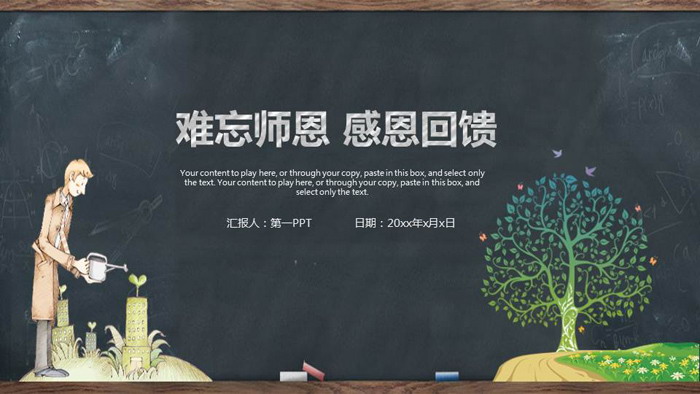 难忘师恩 感恩回馈
Your content to play here, or through your copy, paste in this box, and select only
the text. Your content to play here, or through your copy, paste in this box, and
select only the text.
汇报人：第一PPT 日期：20xx年x月x日